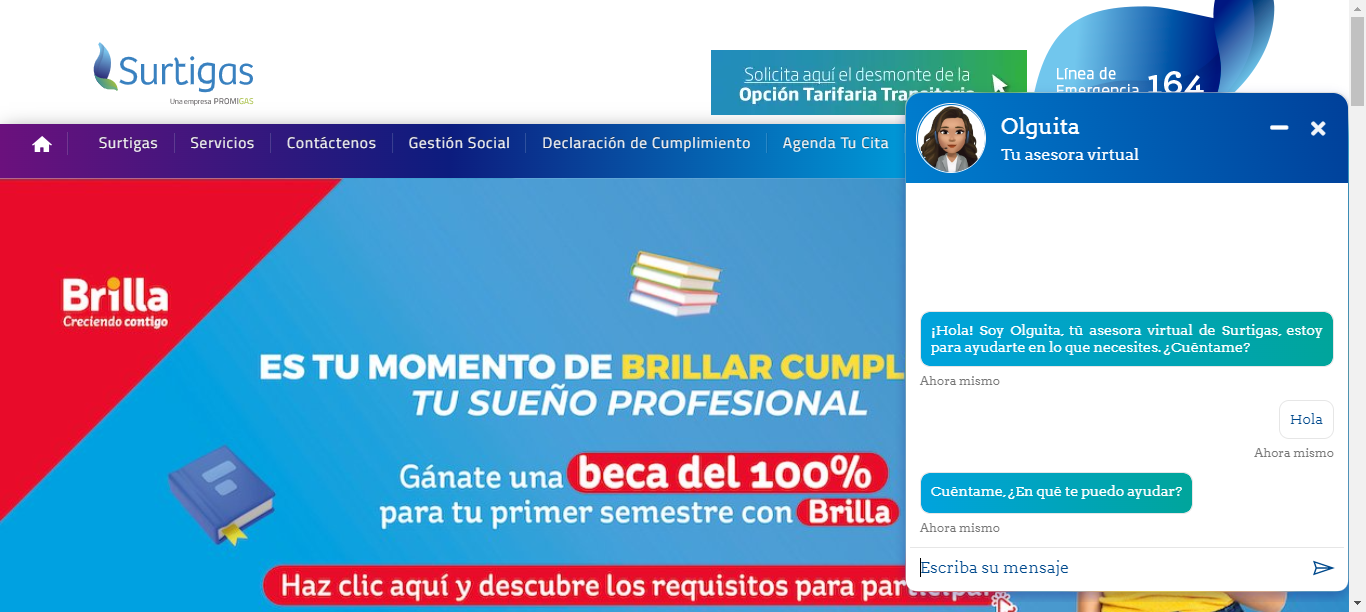 Surtigas
Una empresa PROMIGAS
Solicita aquí el desmonte de la
Opción Tarifaria Transitoria
Línea de
Emergencia 164
Surtigas
Servicios
Contáctenos
Gestión Social
Declaración de Cumplimiento
Agenda Tu Cita
Brilla
Creciendo contigo
ES TU MOMENTO DE BRILLAR CUMPL
TU SUEÑO PROFESIONAL
Gánate una beca del 100%
para tu primer semestre con Brilla
Haz clic aquí y descubre los requisitos para participar
Olguita
Tu asesora virtual
¡Hola! Soy Olguita, tú asesora virtual de Surtigas, estoy
para ayudarte en lo que necesites. ¿Cuéntame?
Ahora mismo
Hola
Ahora mismo
Cuéntame, ¿En qué te puedo ayudar?
Ahora mismo
Escriba su mensaje